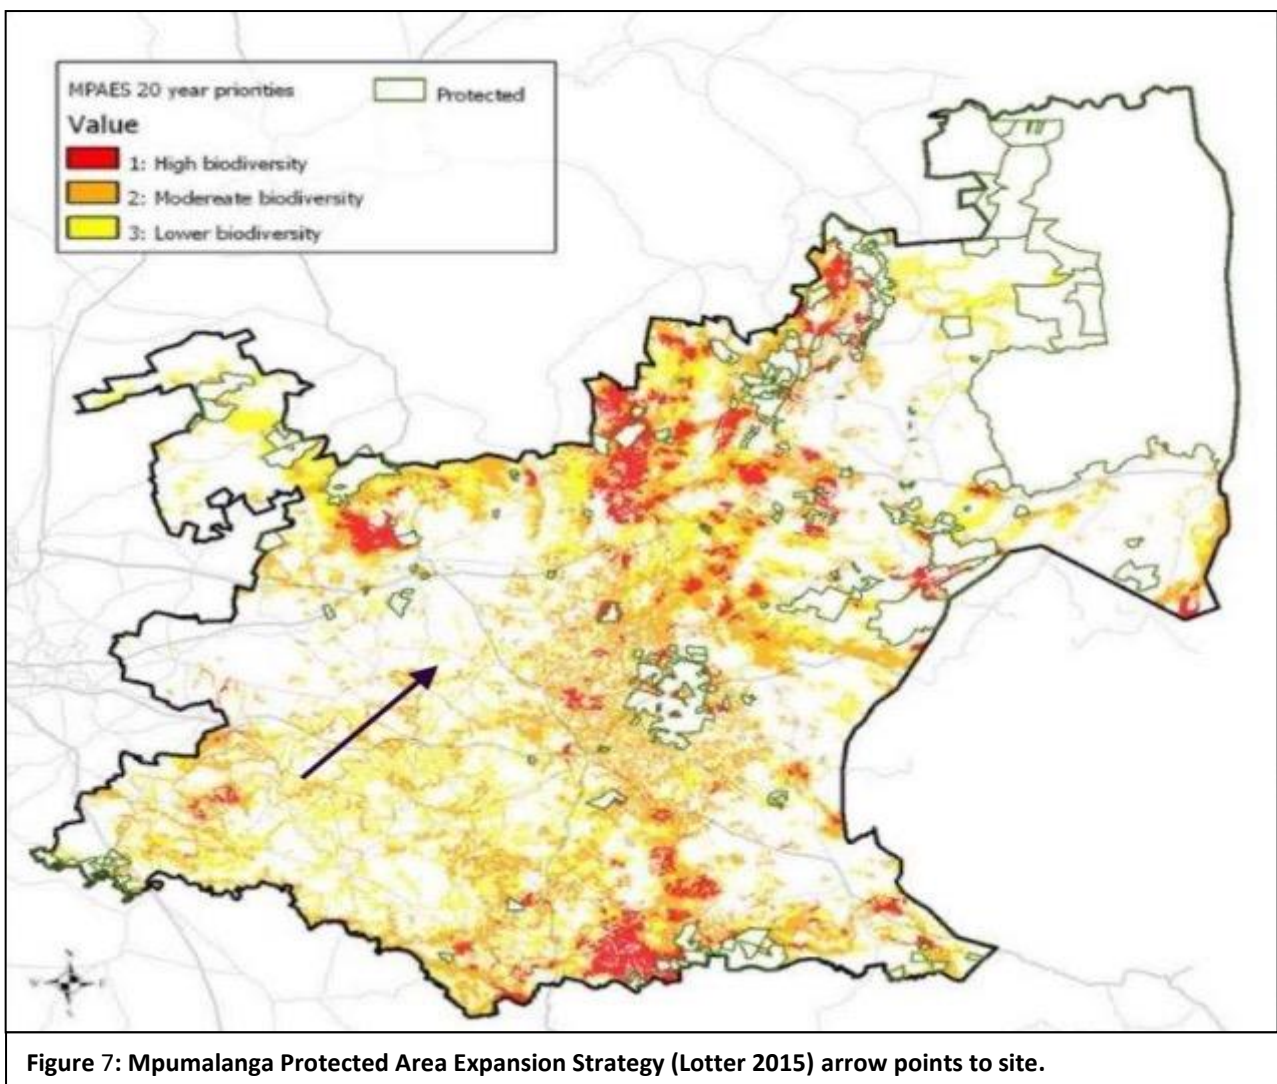 MPAES 20 year priorities
Protected
Value
1: High biodiversity
2: Modereate biodiversity
3: Lower biodiversity
N
W
E
Figure 7: Mpumalanga Protected Area Expansion Strategy (Lotter 2015) arrow points to site.